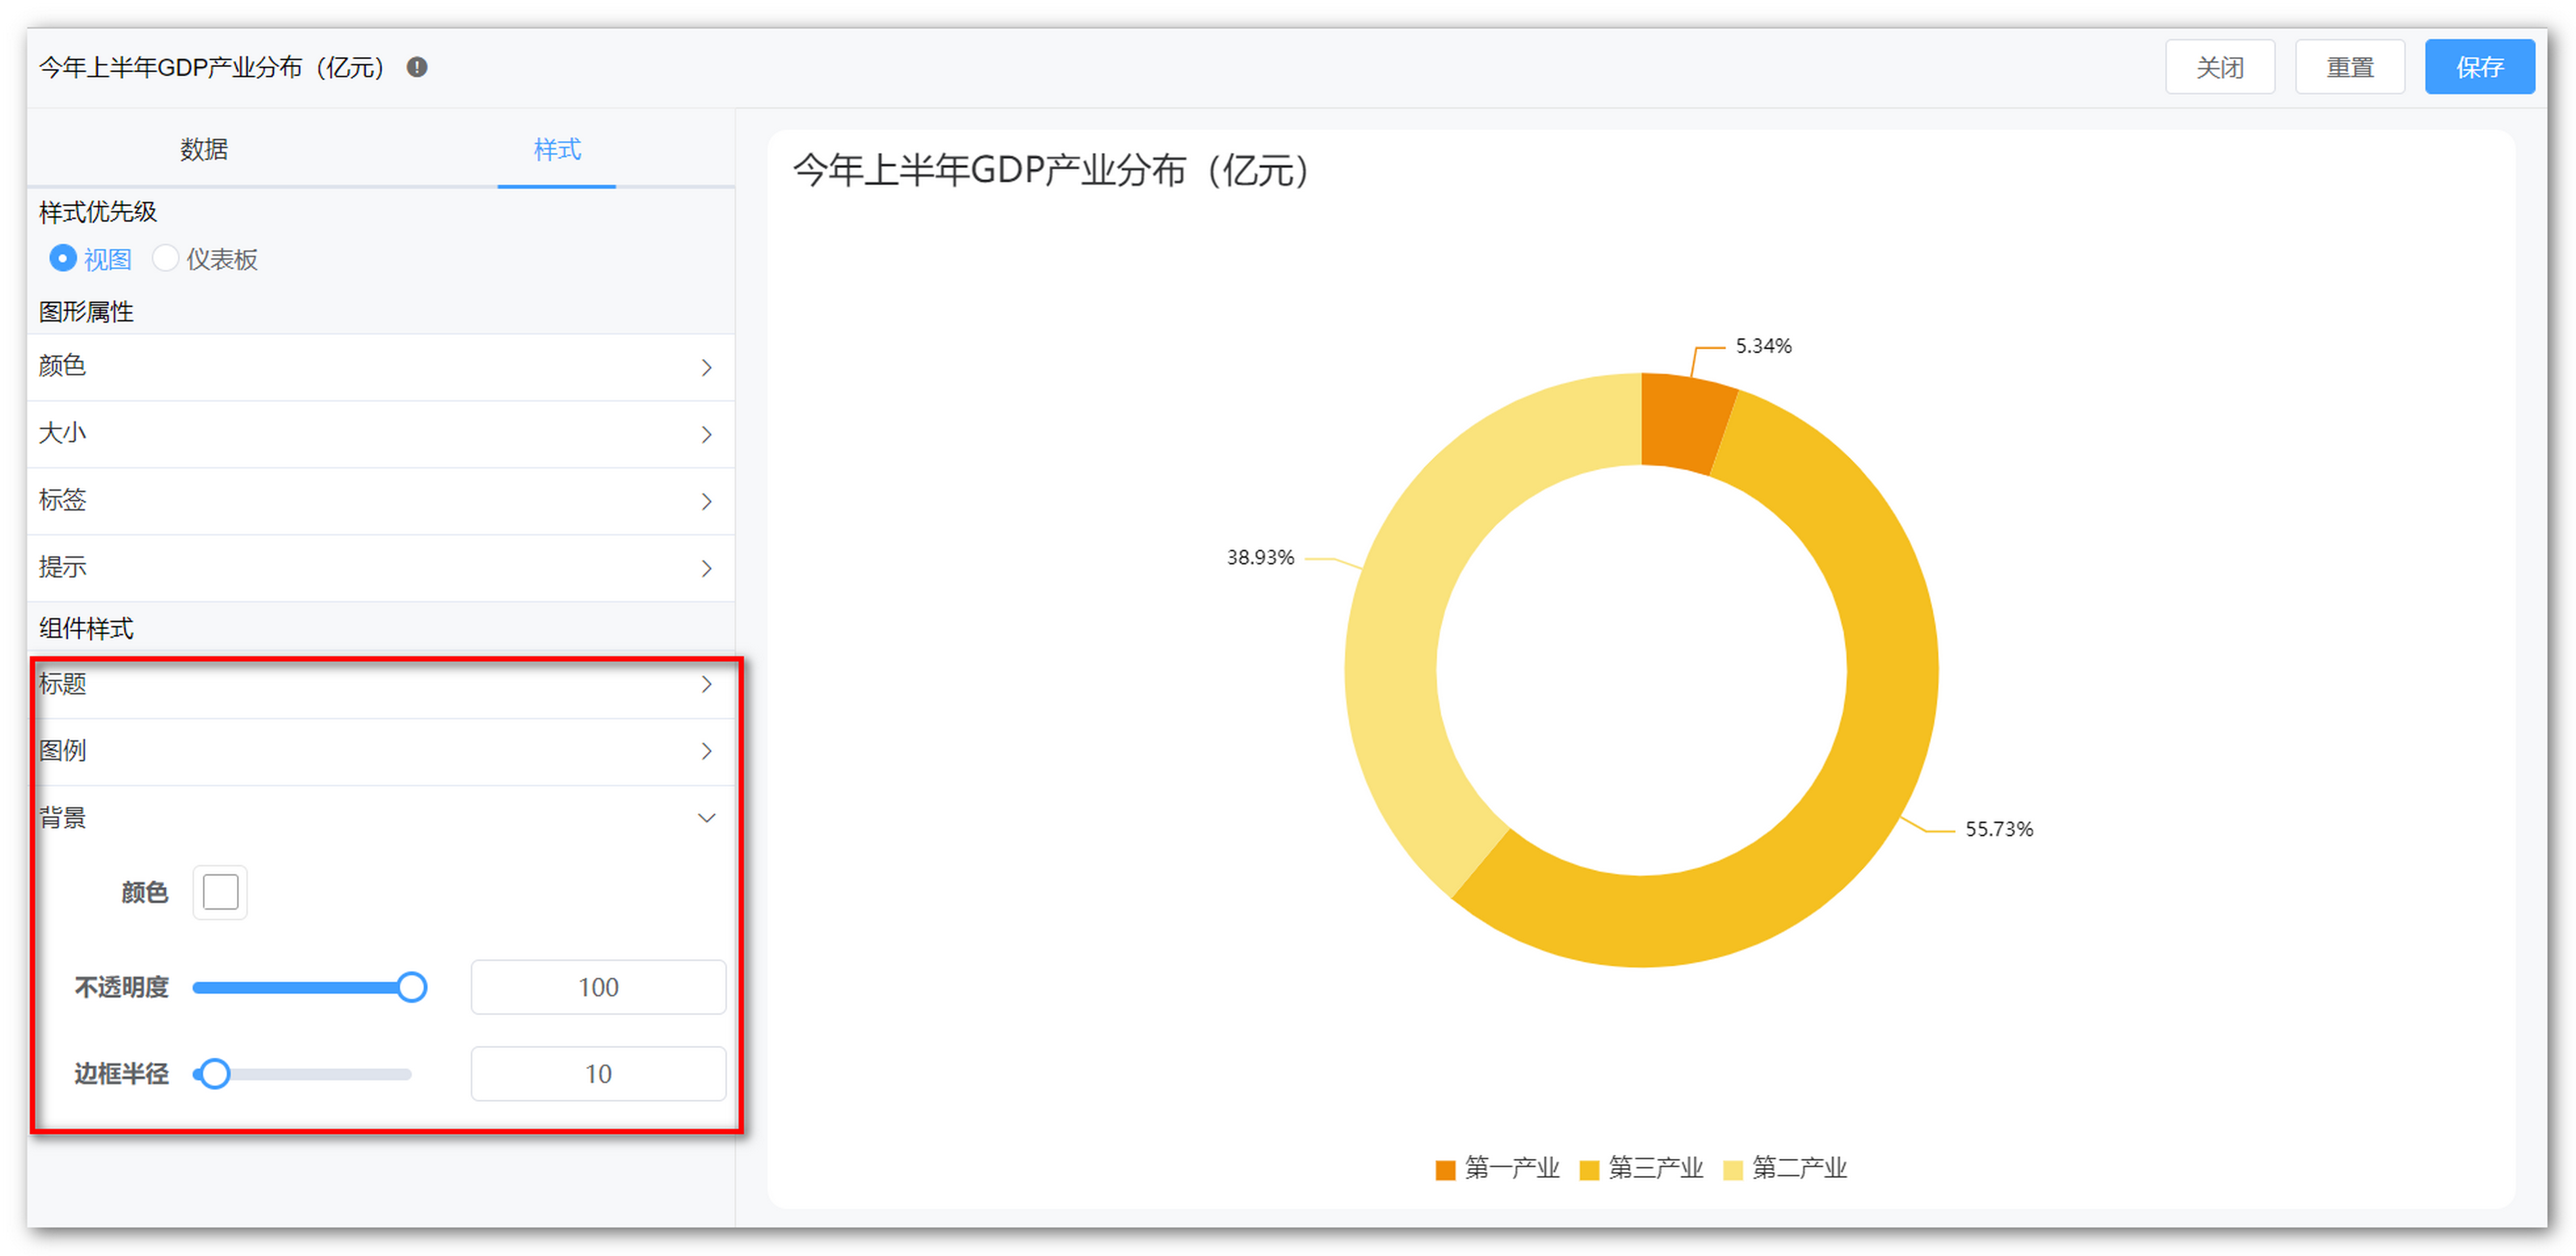 今年上半年GDP产业分布（亿元）
关闭 重置 保存
数据 样式
样式优先级
视图 仪表板
图形属性
颜色
大小
标签
提示
组件样式
标题
图例
背景
颜色
不透明度 100
边框半径 10
今年上半年GDP产业分布（亿元）
5.34%
38.93%
55.73%
第一产业 第三产业 第二产业